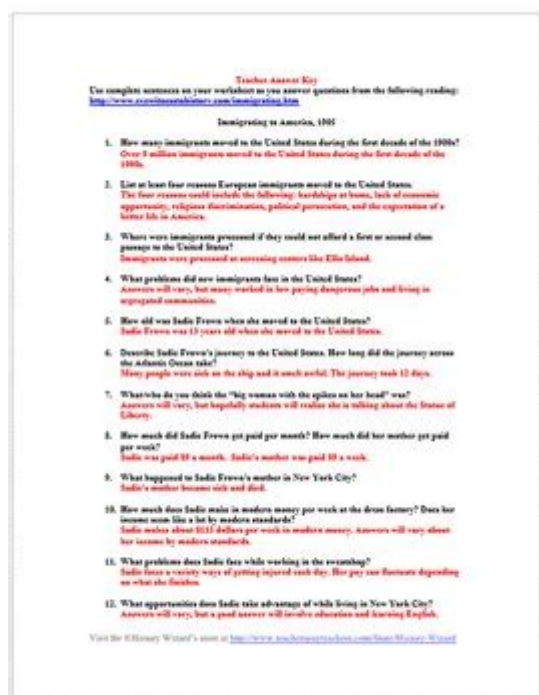 Teacher Answer Key
Use complete sentences on your worksheet as you answer questions from the following reading:
http://www.eyewitnesstohistory.com/immigrating.htm
Immigrating to America, 1905
1. How many immigrants moved to the United States during the first decade of the 1900s?
Over 9 million immigrants moved to the United States during the first decade of the
1900s.
2. List at least four reasons European immigrants moved to the United States.
The four reasons could include the following: hardships at home, lack of economic
opportunity, religious discrimination, political persecution, and the expectation of a
better life in America.
3. Where were immigrants processed if they could not afford a first or second class
passage to the United States?
Immigrants were processed at screening centers like Ellis Island.
4. What problems did new immigrants face in the United States?
Answers will vary, but many worked in low paying dangerous jobs and living in
segregated communities.
5. How old was Sadie Frowne when she moved to the United States?
Sadie Frowne was 13 years old when she moved to the United States.
6. Describe Sadie Frowne's journey to the United States. How long did the journey across
the Atlantic Ocean take?
Many people were sick on the ship and it smelt awful. The journey took 12 days.
7. What/who do you think the "big woman with the spikes on her head" was?
Answers will vary, but hopefully students will realize she is talking about the Statue of
Liberty.
8. How much did Sadie Frowne get paid per month? How much did her mother get paid
per week?
Sadie was paid $9 a month. Sadie's mother was paid $9 a week.
9. What happened to Sadie Frowne's mother in New York City?
Sadie's mother became sick and died.
10. How much does Sadie make in modern money per week at the dress factory? Does her
income seem like a lot by modern standards?
Sadie makes about dollars per week in modern money. Answers will vary about
her income by modern standards.
11. What problems does Sadie face while working in the sweatshop?
Sadie faces a variety ways of getting injured each day. Her pay can fluctuate depending
on what she finishes.
12. What opportunities does Sadie take advantage of while living in New York City?
Answers will vary, but a good answer will involve education and learning English.
Visit the ©History Wizard's store at http://www.teacherspayteachers.com/Store/History-Wizard